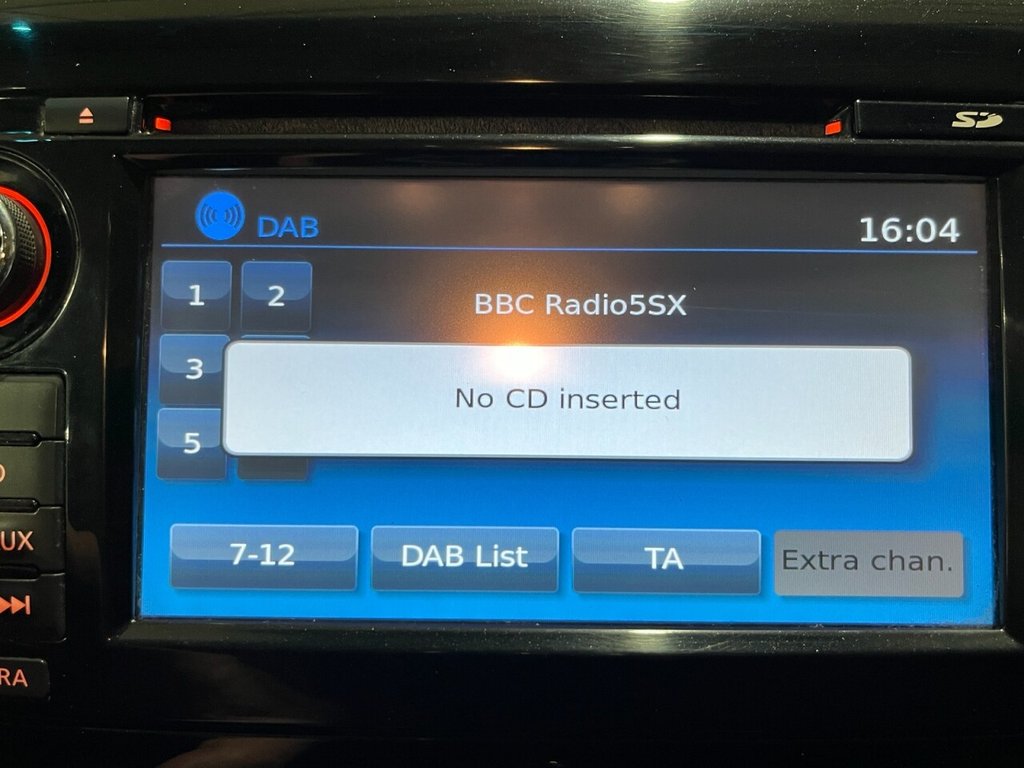 SD
DAB
16:04
1
2
BBC Radio5SX
3
No CD inserted
5
7-12
DAB List
TA
Extra chan.
UX
RA